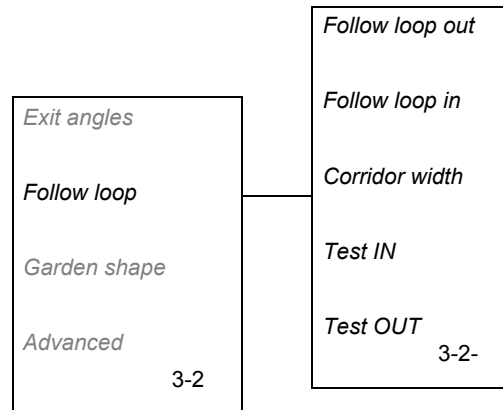 Exit angles
Follow loop
Garden shape
Advanced
3-2
Follow loop out
Follow loop in
Corridor width
Test IN
Test OUT
3-2-